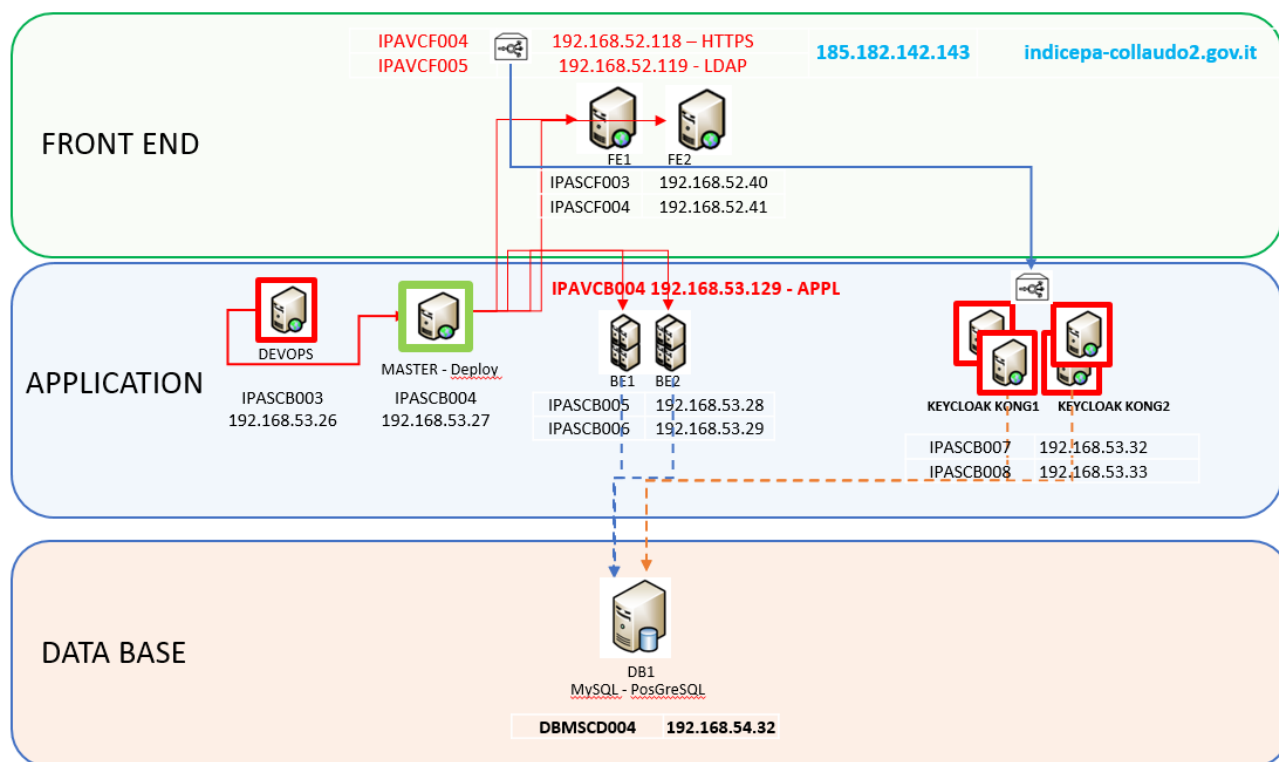 IPAVCF004 192.168.52.118 – HTTPS
IPAVCF005 192.168.52.119 - LDAP
185.182.142.143 indicepa-collaudo2.gov.it
FRONT END
FE1 FE2
IPASCF003 192.168.52.40
IPASCF004 192.168.52.41
APPLICATION
IPAVCB004 192.168.53.129 - APPL
DEVOPS
IPASCB003
192.168.53.26
MASTER - Deploy
IPASCB004
192.168.53.27
BE1 BE2
IPASCB005 192.168.53.28
IPASCB006 192.168.53.29
KEYCLOAK KONG1 KEYCLOAK KONG2
IPASCB007 192.168.53.32
IPASCB008 192.168.53.33
DATA BASE
DB1
MySQL - PosGreSQL
DBMSCD004 192.168.54.32